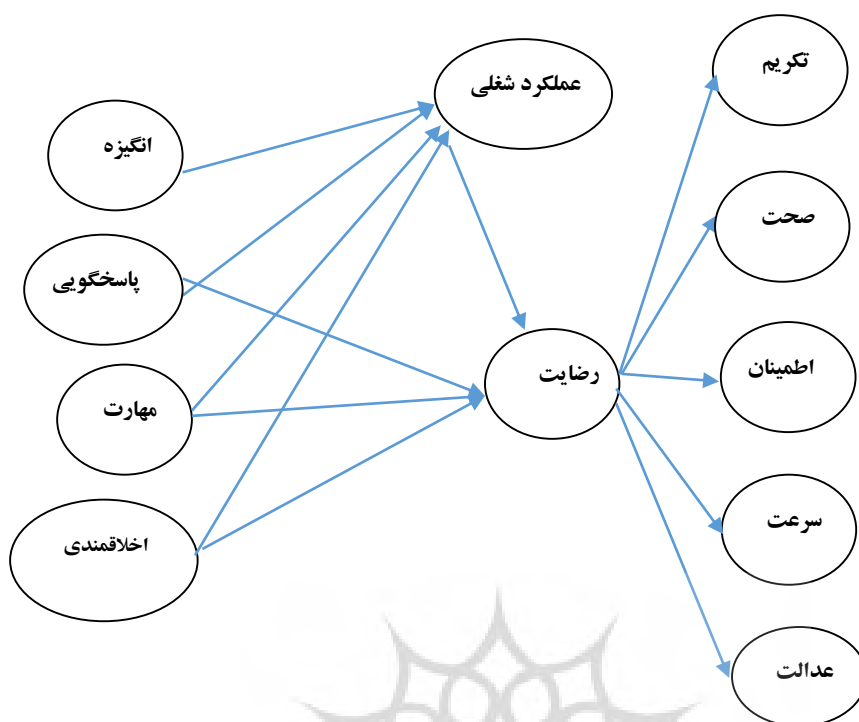 تکریم
عملکرد شغلی
انگیزه
صحت
پاسخگویی
اطمینان
رضایت
مهارت
سرعت
اخلاقمندی
عدالت